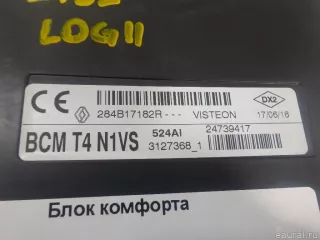 LOG11
CE 284B17182R--- VISTEON DX2 17/06/16
BCM T4 N1VS 524AI 24739417
3127368_1
Блок комфорта